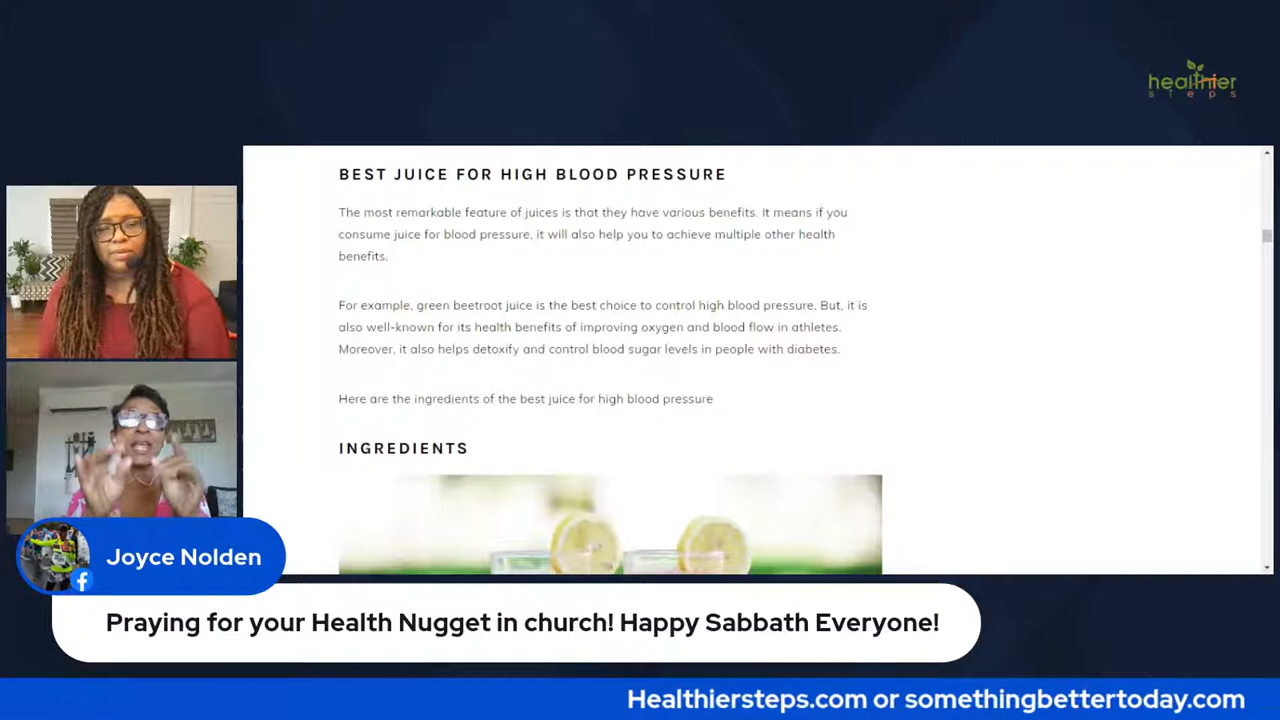 healthier
steps
BEST JUICE FOR HIGH BLOOD PRESSURE
The most remarkable feature of juices is that they have various benefits. It means if you
consume juice for blood pressure, it will also help you to achieve multiple other health
benefits.
For example, green beetroot juice is the best choice to control high blood pressure. But, it is
also well-known for its health benefits of improving oxygen and blood flow in athletes.
Moreover, it also helps detoxify and control blood sugar levels in people with diabetes.
Here are the ingredients of the best juice for high blood pressure
INGREDIENTS
Joyce Nolden
Praying for your Health Nugget in church! Happy Sabbath Everyone!
Healthiersteps.com or somethingbettertoday.com